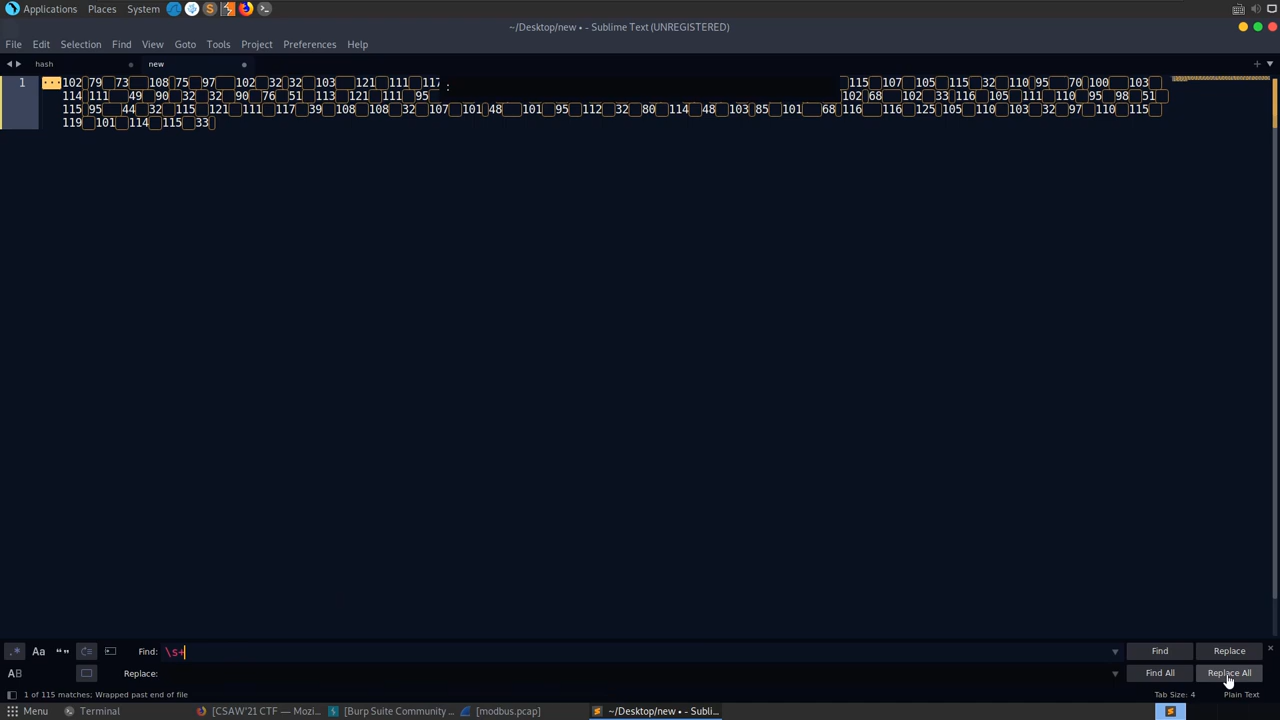 Applications Places System
~/Desktop/new • - Sublime Text (UNREGISTERED)
File Edit Selection Find View Goto Tools Project Preferences Help
hash new
1 102 79 73 108 75 97 102 32 32 103 121 111 117 115 107 105 115 32 110 95 70 100 103
114 111 49 90 32 32 90 76 51 113 121 111 95 102 68 102 33 116 105 111 110 95 98 51
115 95 44 32 115 121 111 117 39 108 108 32 107 101 48 101 95 112 32 80 114 48 103 85 101 68 116 116 125 105 110 103 32 97 110 115
119 101 114 115 33
.* Aa “” Find: \s+ Find Replace
AB Replace: Find All Replace All
1 of 115 matches; Wrapped past end of file Tab Size: 4 Plain Text
Menu Terminal [CSAW'21 CTF — Mozi... [Burp Suite Community ... [modbus.pcap] ~/Desktop/new • - Subli...